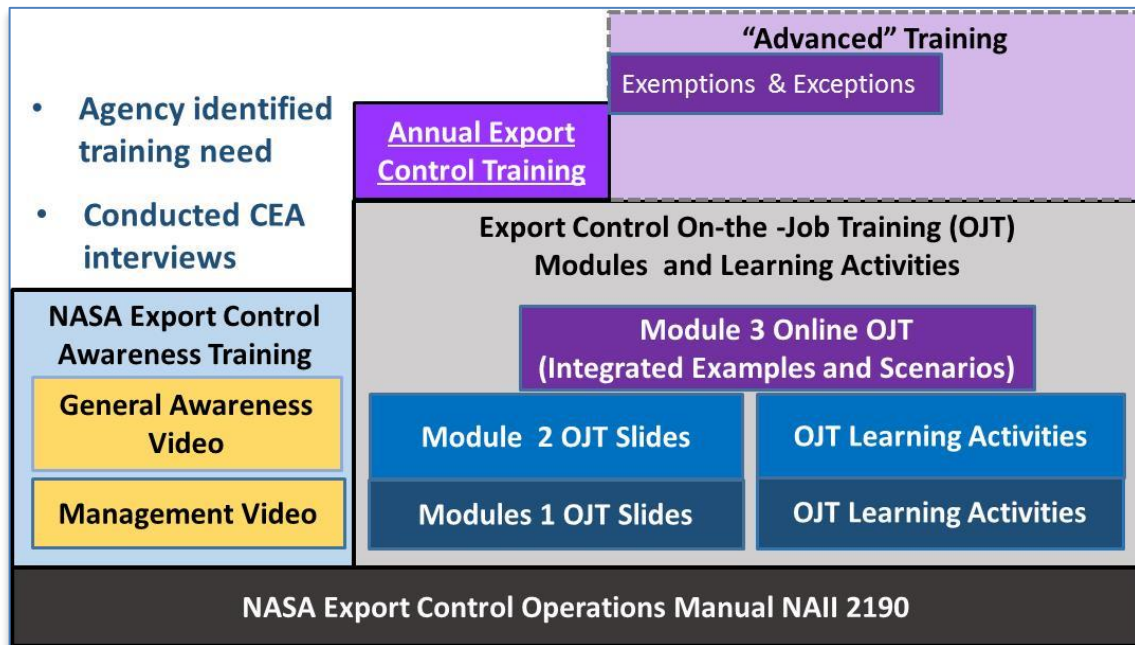 “Advanced” Training
Exemptions & Exceptions
• Agency identified
training need
• Conducted CEA
interviews
Annual Export
Control Training
Export Control On-the -Job Training (OJT)
Modules and Learning Activities
NASA Export Control
Awareness Training
General Awareness
Video
Management Video
Module 3 Online OJT
(Integrated Examples and Scenarios)
Module 2 OJT Slides
OJT Learning Activities
Modules 1 OJT Slides
OJT Learning Activities
NASA Export Control Operations Manual NAII 2190